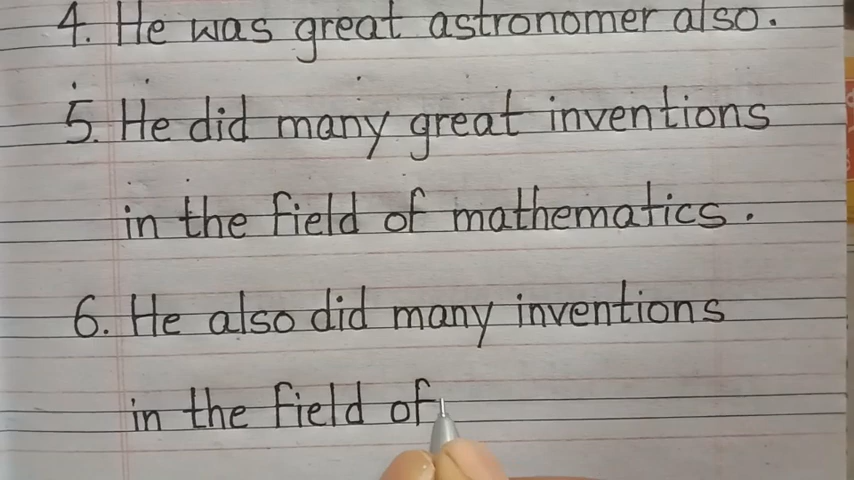 4. He was great astronomer also.
5. He did many great inventions
in the field of mathematics.
6. He also did many inventions
in the field of